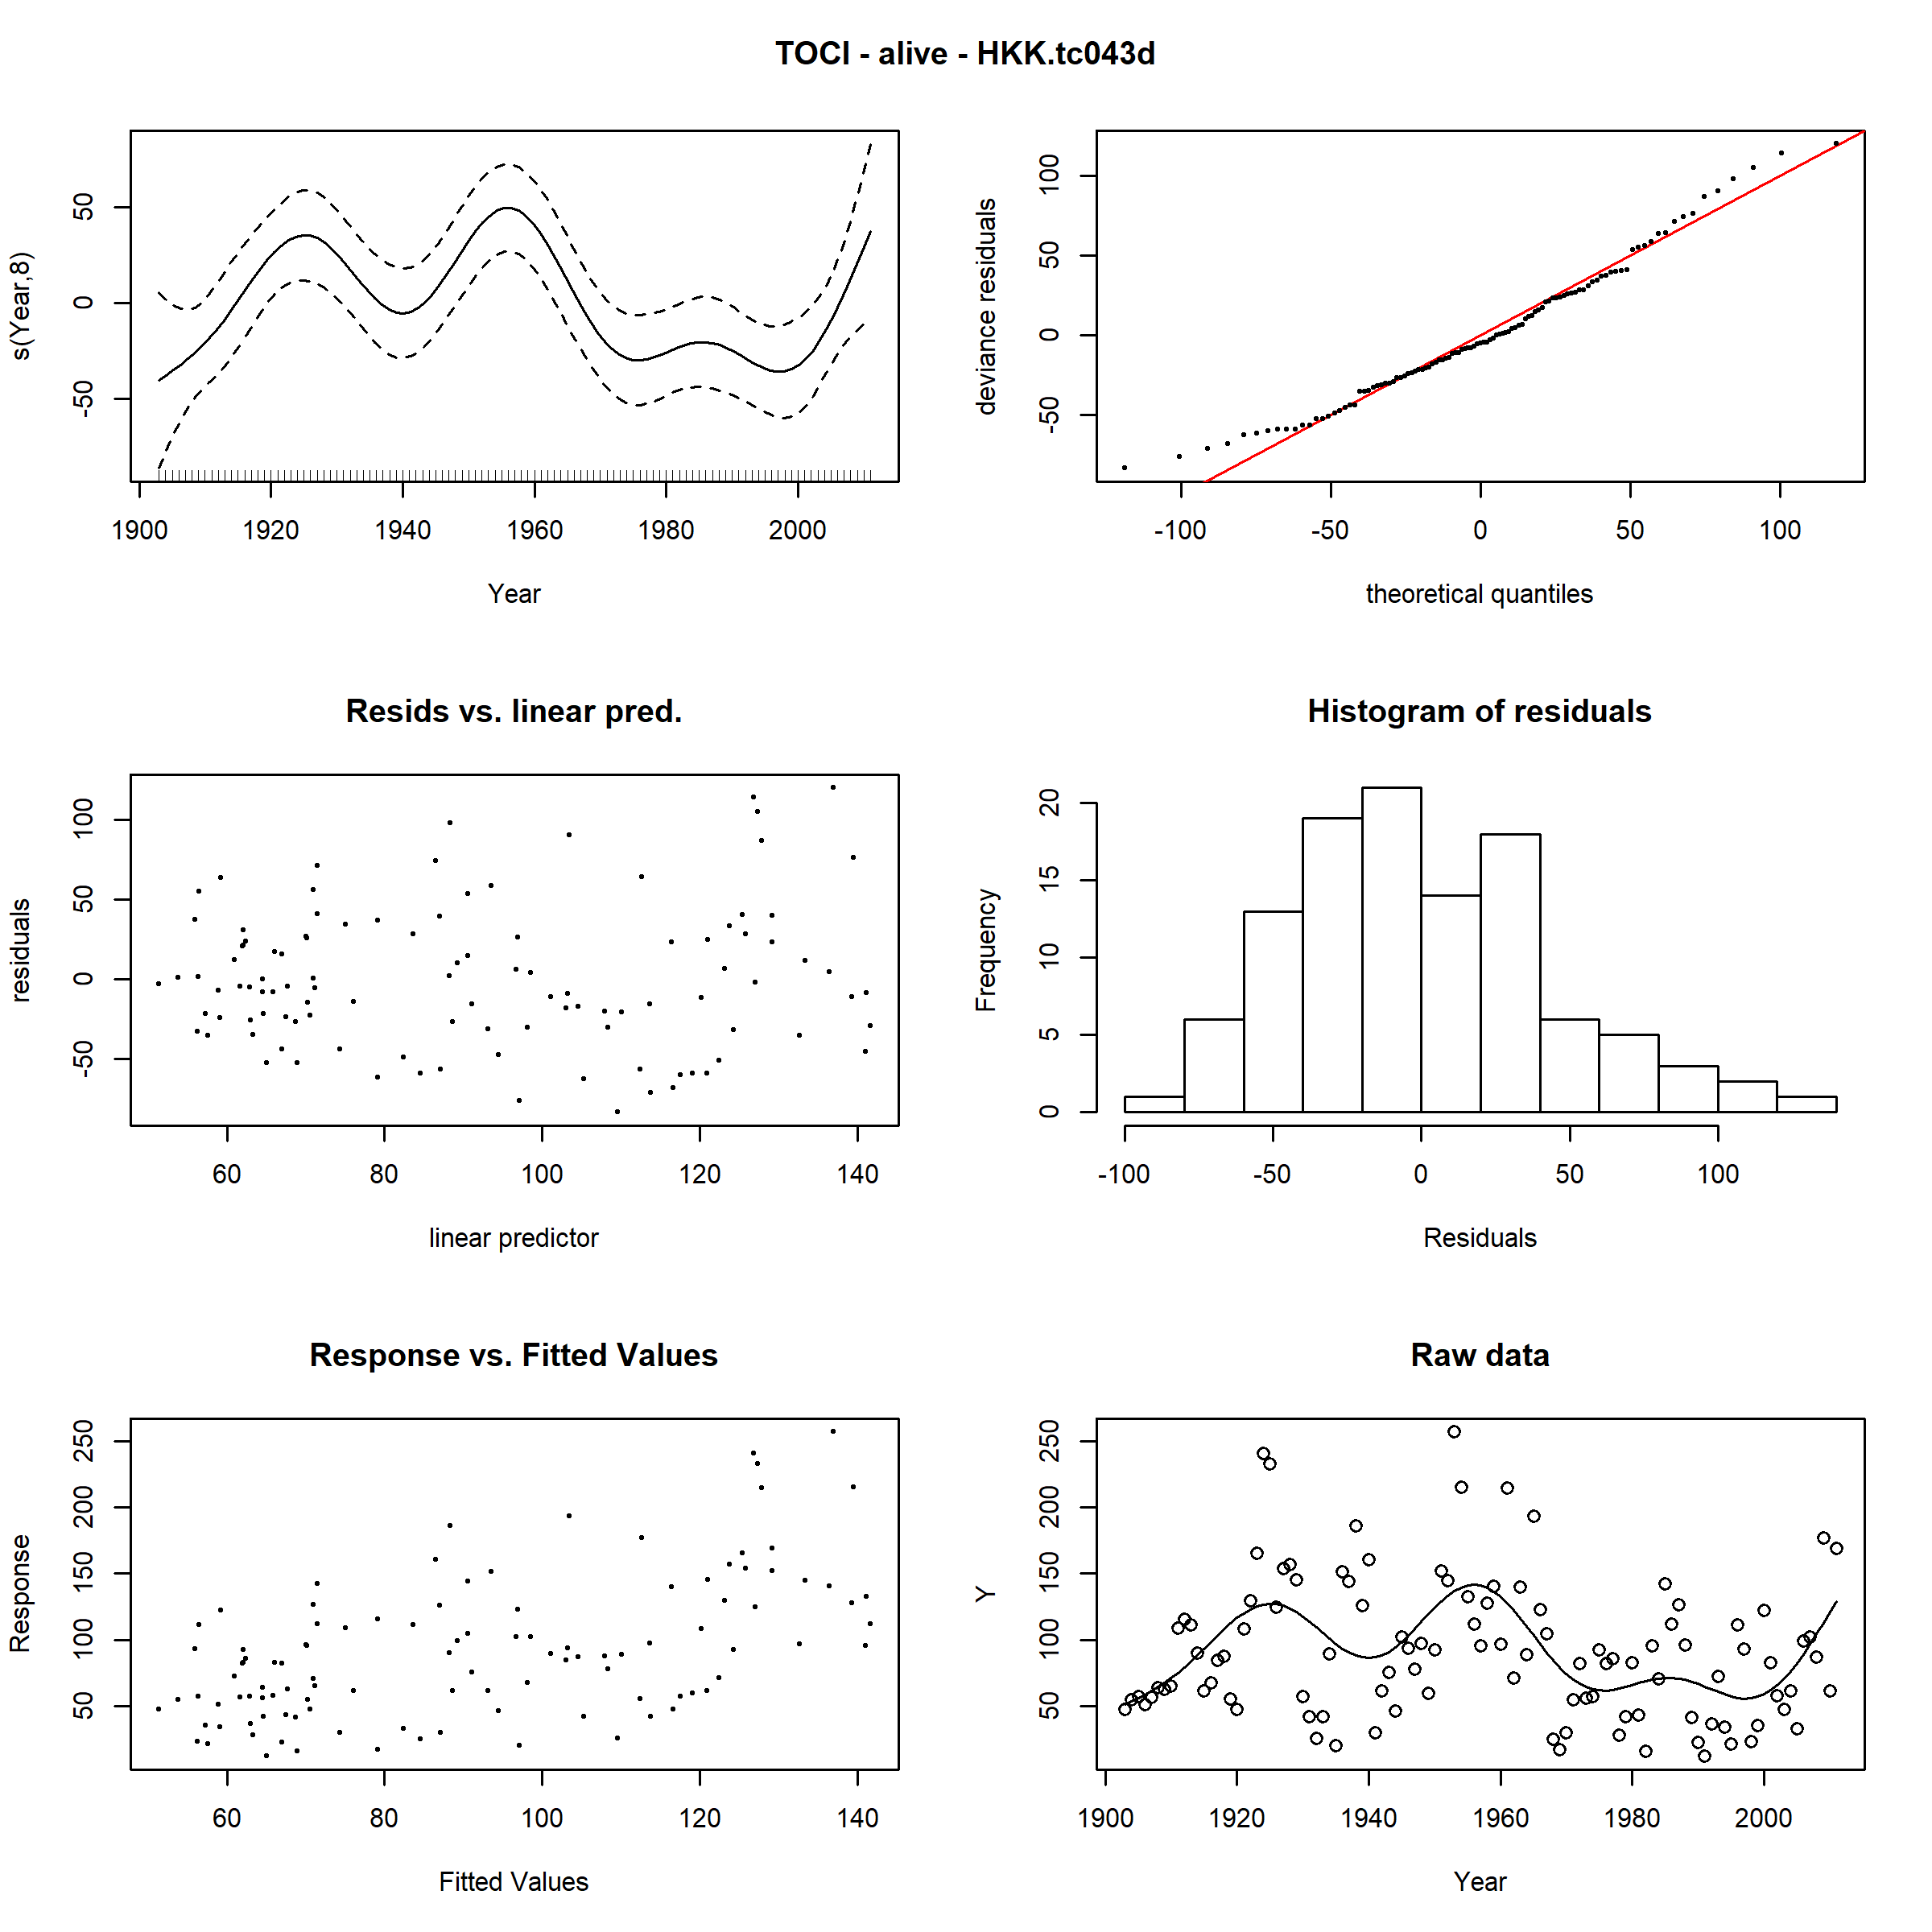 TOCI - alive - HKK.tc043d
s(Year,8)
50
0
-50
1900 1920 1940 1960 1980 2000
Year
deviance residuals
100
50
0
-50
-100 -50 0 50 100
theoretical quantiles
Resids vs. linear pred.
residuals
100
50
0
-50
60 80 100 120 140
linear predictor
Histogram of residuals
Frequency
20
15
10
5
0
-100 -50 0 50 100
Residuals
Response vs. Fitted Values
Response
250
200
150
100
50
60 80 100 120 140
Fitted Values
Raw data
Y
250
200
150
100
50
1900 1920 1940 1960 1980 2000
Year